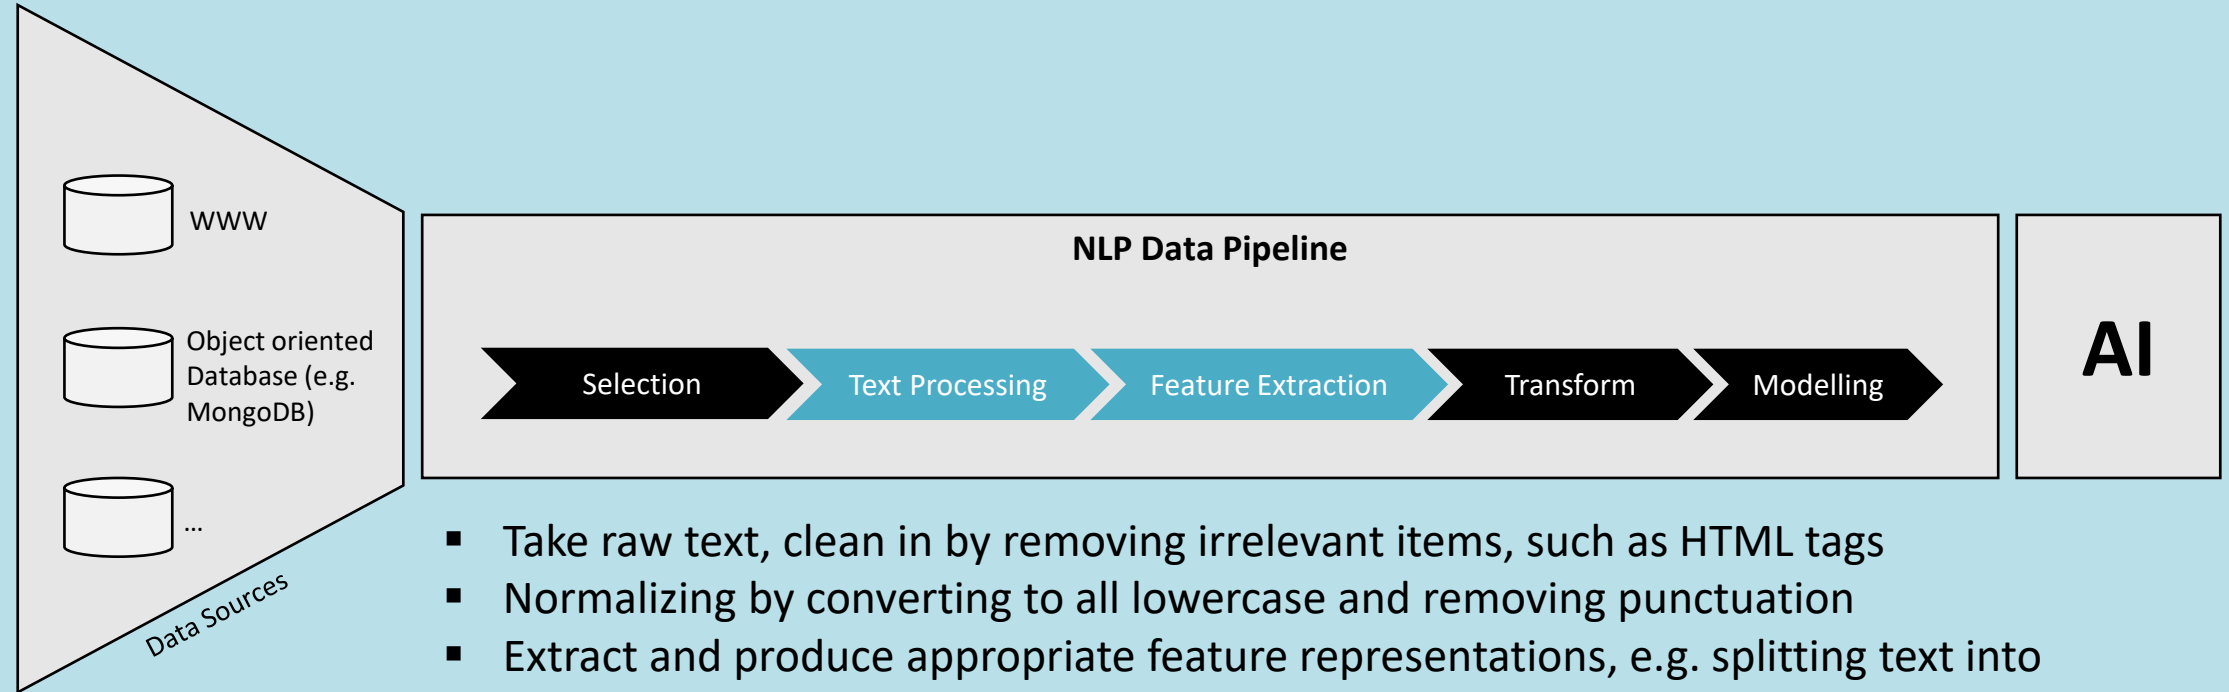 WWW
Object oriented
Database (e.g.
MongoDB)
...
Data Sources
NLP Data Pipeline
Selection
Text Processing
Feature Extraction
Transform
Modelling
AI
▪ Take raw text, clean in by removing irrelevant items, such as HTML tags
▪ Normalizing by converting to all lowercase and removing punctuation
▪ Extract and produce appropriate feature representations, e.g. splitting text into